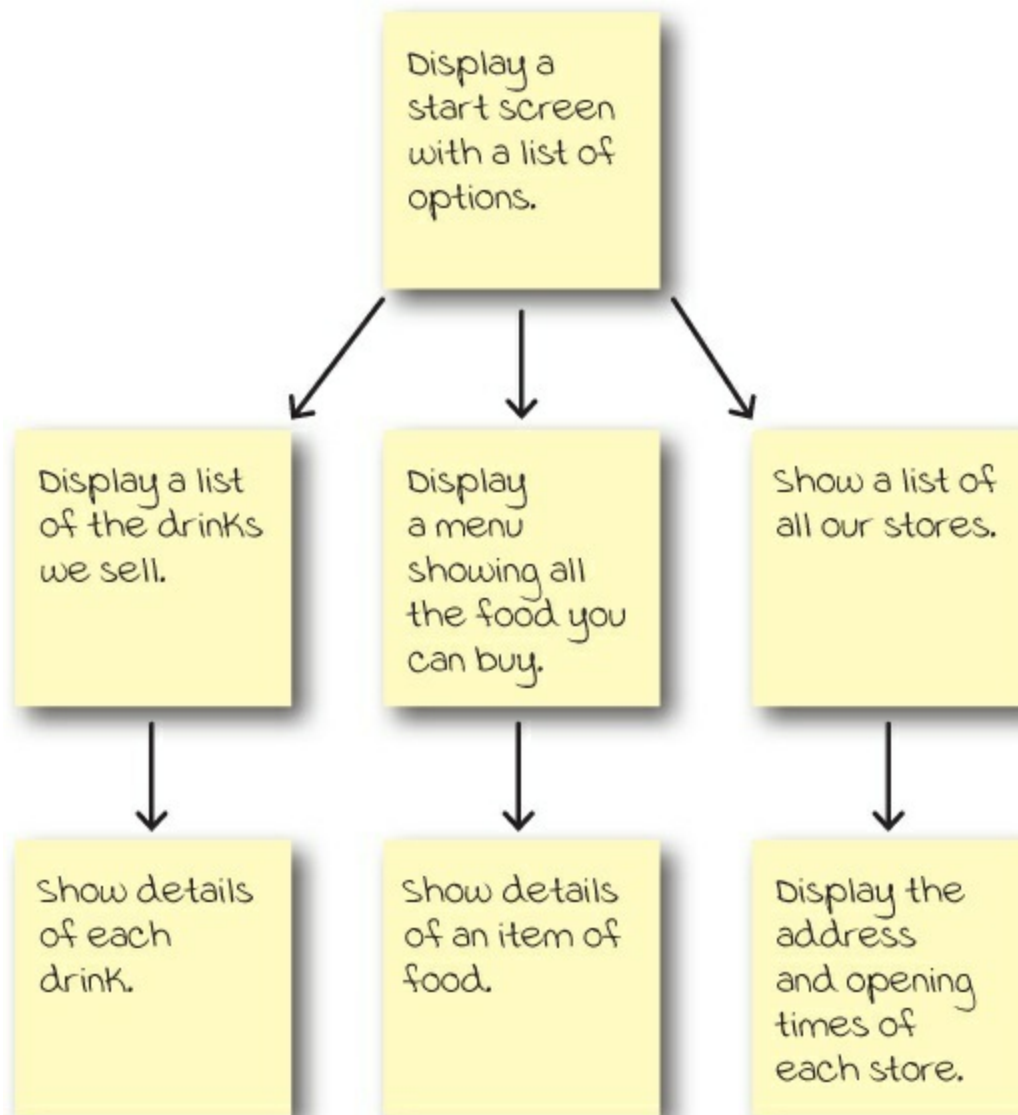 Display a
start screen
with a list of
options.
Display a list
of the drinks
we sell.
Display
a menu
showing all
the food you
can buy.
Show a list of
all our stores.
Show details
of each
drink.
Show details
of an item of
food.
Display the
address
and opening
times of
each store.